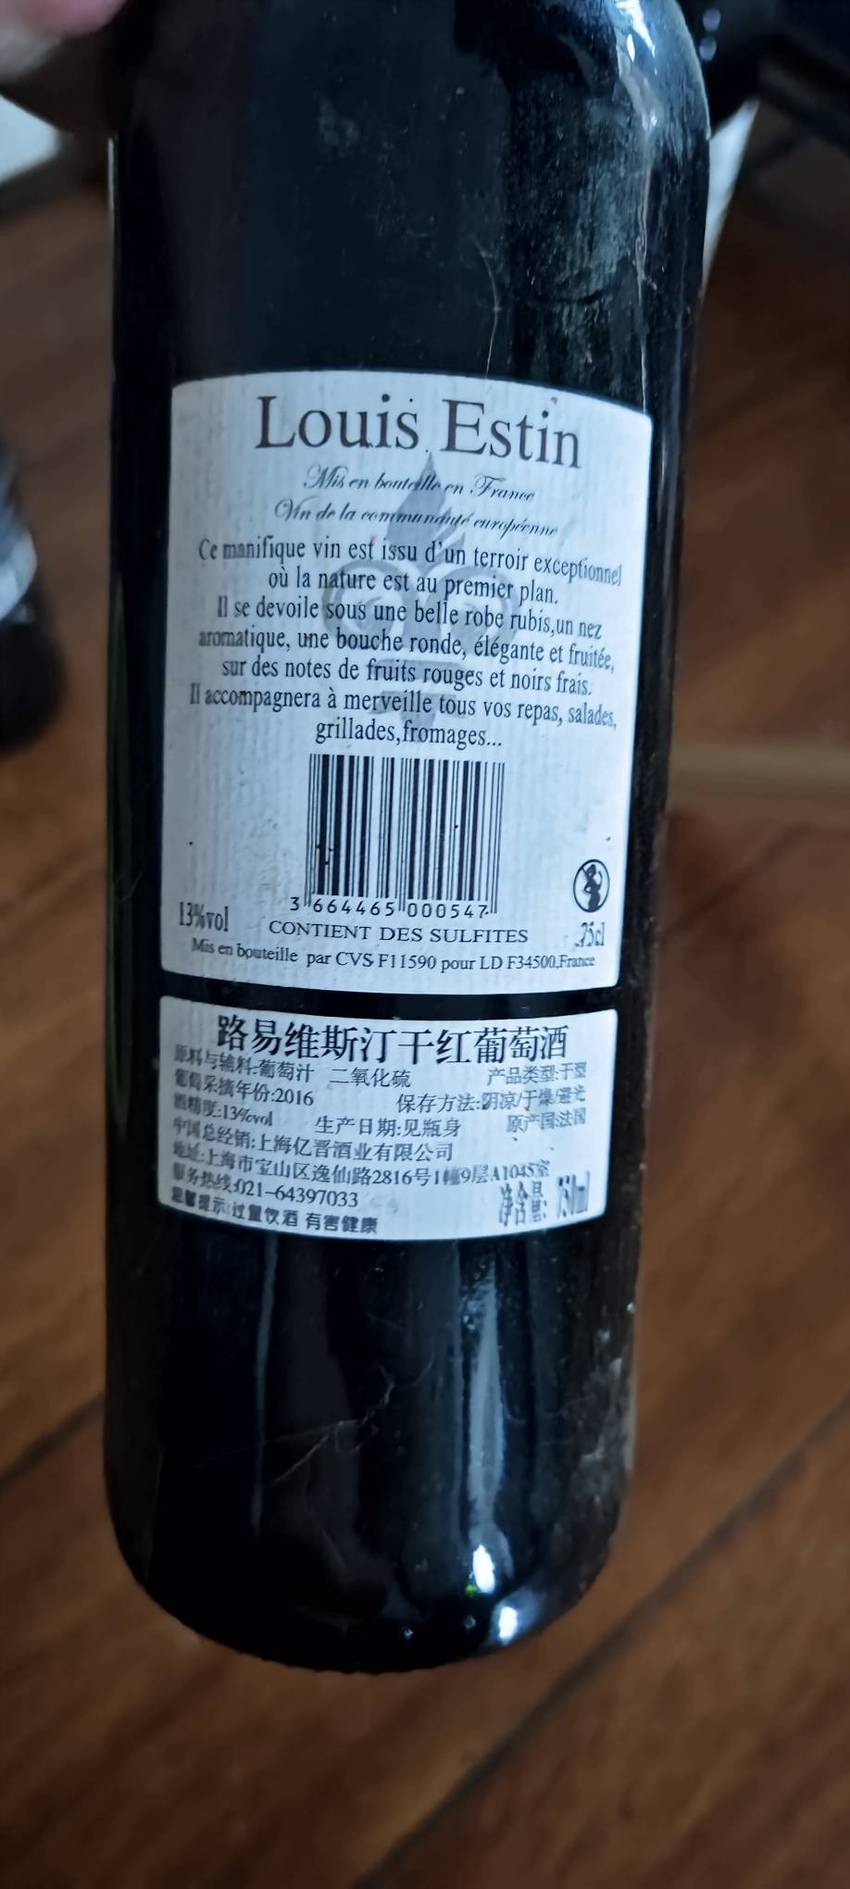 Louis Estin
Mis en bouteille en France
Vin de la communauté européenne
Ce manifique vin est issu d'un terroir exceptionnel
où la nature est au premier plan.
Il se devoile sous une belle robe rubis,un nez
aromatique, une bouche ronde, élégante et fruitée,
sur des notes de fruits rouges et noirs frais.
Il accompagnera à merveille tous vos repas, salades,
grillades,fromages...
3 664465 000547
13%vol
CONTIENT DES SULFITES
75cl
Mis en bouteille par CVS F11590 pour LD F34500,France
路易维斯汀干红葡萄酒
原料与辅料:葡萄汁 二氧化硫 产品类型:干型
葡萄采摘年份:2016 保存方法:阴凉/干燥/避光
酒精度:13%vol 生产日期:见瓶身 原产国:法国
中国总经销:上海亿晋酒业有限公司
地址:上海市宝山区逸仙路2816号1幢9层A1045室
服务热线:021-64397033 净含量: 750ml
温馨提示:过量饮酒 有害健康